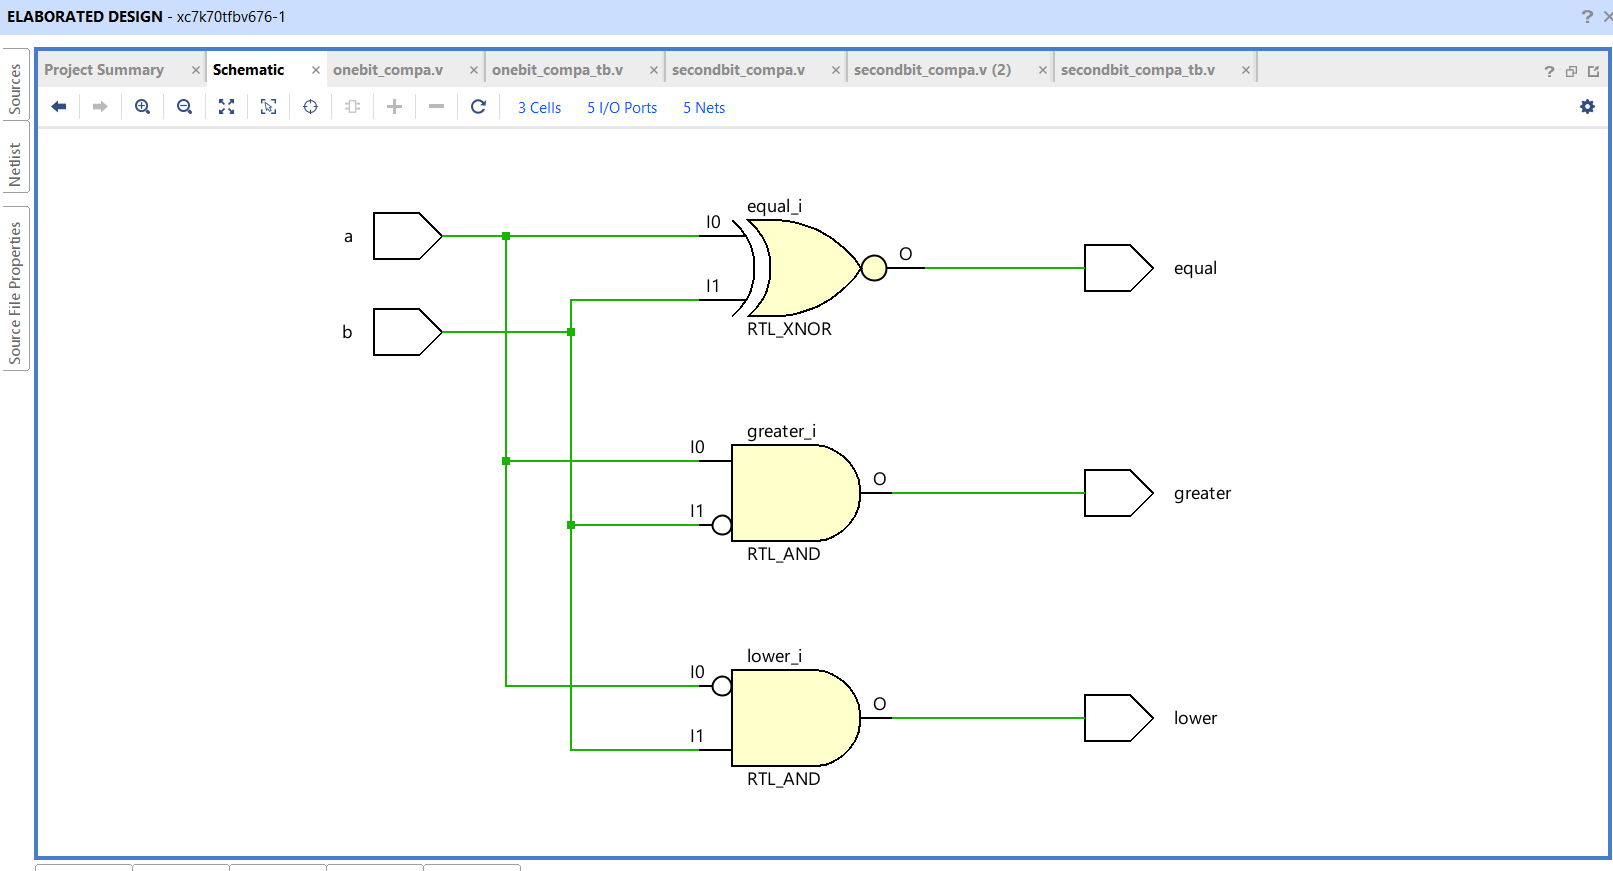 ELABORATED DESIGN - xc7k70tfbv676-1
Sources
Netlist
Source File Properties
Project Summary
Schematic
onebit_compa.v
onebit_compa_tb.v
secondbit_compa.v
secondbit_compa.v (2)
secondbit_compa_tb.v
3 Cells
5 I/O Ports
5 Nets
a
b
equal_i
I0
I1
O
RTL_XNOR
equal
greater_i
I0
I1
O
RTL_AND
greater
lower_i
I0
I1
O
RTL_AND
lower